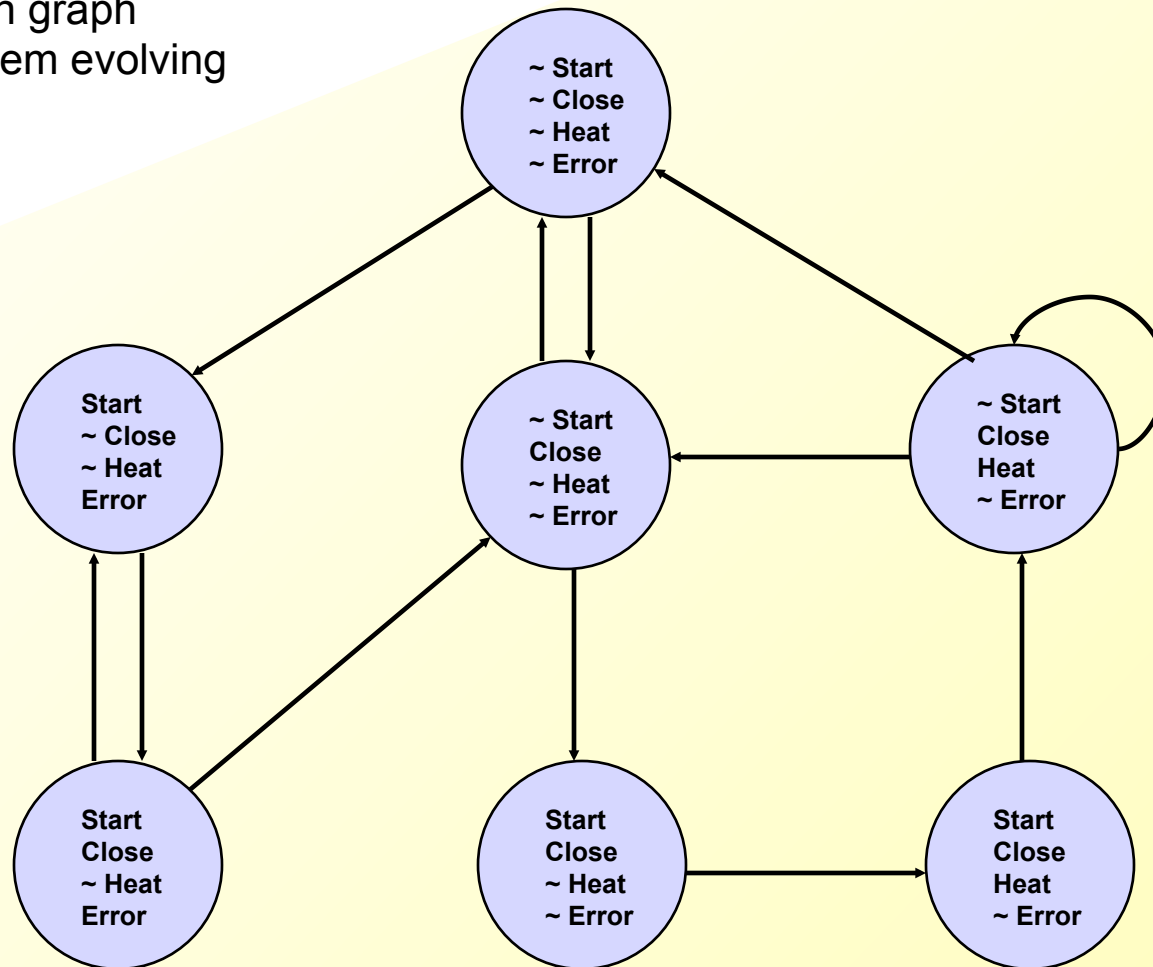 graph
em evolving
~ Start
~ Close
~ Heat
~ Error
Start
~ Close
~ Heat
Error
~ Start
Close
~ Heat
~ Error
~ Start
Close
Heat
~ Error
Start
Close
~ Heat
Error
Start
Close
~ Heat
~ Error
Start
Close
Heat
~ Error